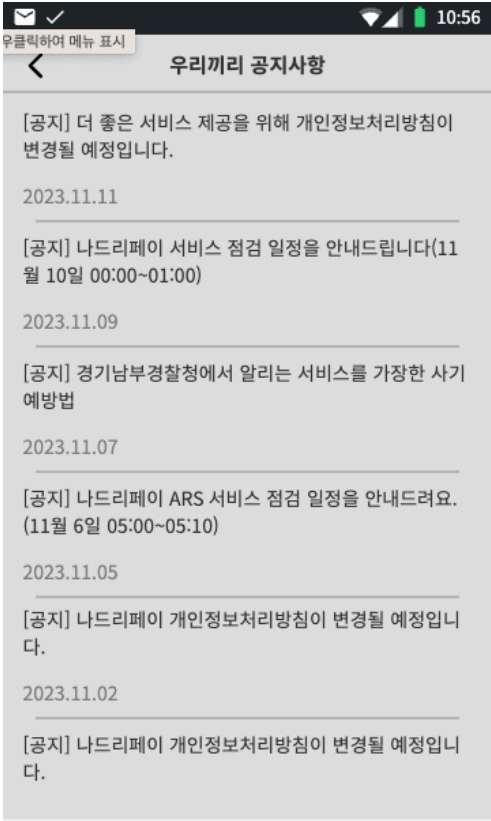 10:56
우클릭하여 메뉴 표시
우리끼리 공지사항
[공지] 더 좋은 서비스 제공을 위해 개인정보처리방침이
변경될 예정입니다.
2023.11.11
[공지] 나드리페이 서비스 점검 일정을 안내드립니다(11
월 10일 00:00~01:00)
2023.11.09
[공지] 경기남부경찰청에서 알리는 서비스를 가장한 사기
예방법
2023.11.07
[공지] 나드리페이 ARS 서비스 점검 일정을 안내드려요.
(11월 6일 05:00~05:10)
2023.11.05
[공지] 나드리페이 개인정보처리방침이 변경될 예정입니
다.
2023.11.02
[공지] 나드리페이 개인정보처리방침이 변경될 예정입니
다.